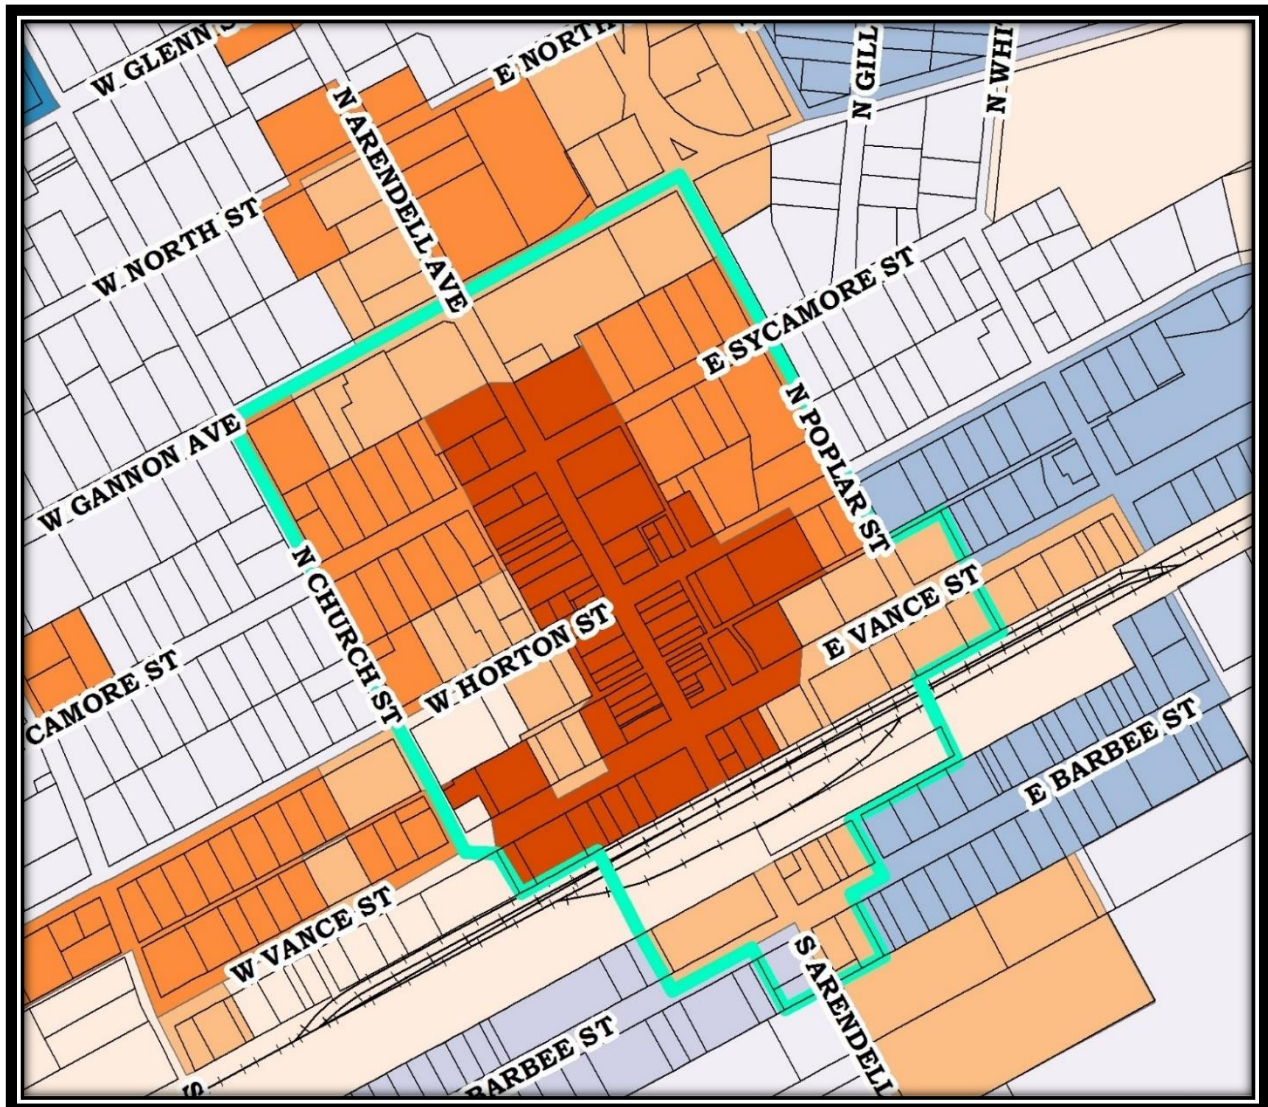 W GLENN S
E NORTH
N GILL
N WHI
N ARENDELL AVE
W NORTH ST
E SYCAMORE ST
W GANNON AVE
N POPLAR ST
N CHURCH ST
E VANCE ST
W HORTON ST
CAMORE ST
E BARBEE ST
W VANCE ST
S ARENDELL
BARBEE ST
S